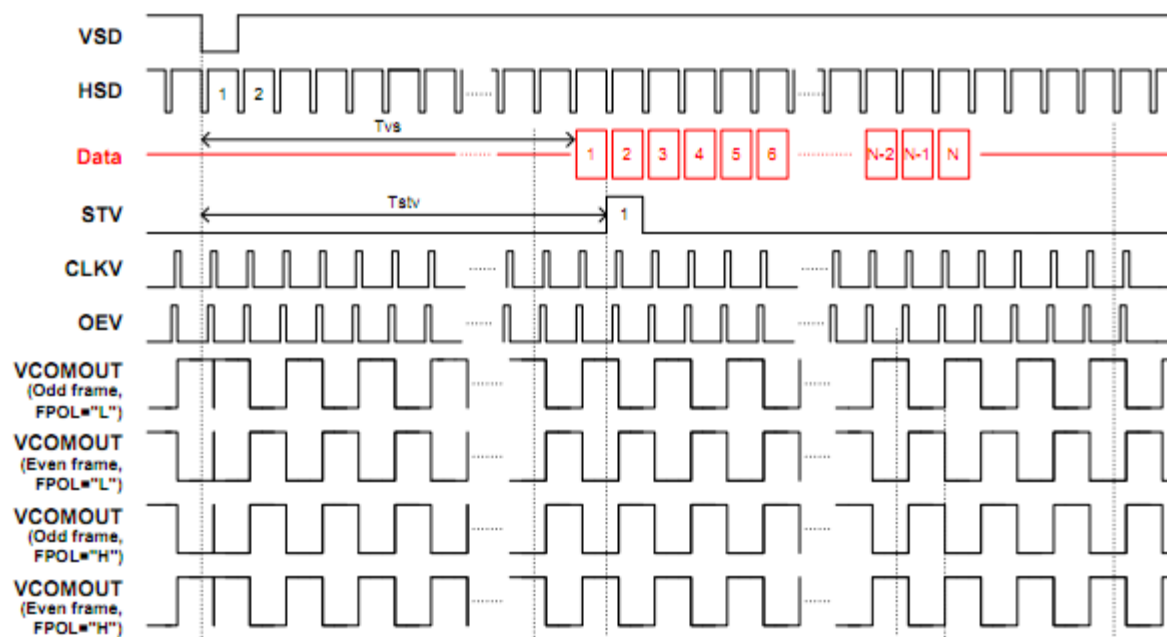 VSD
HSD
1 2
Tvs
Data
1 2 3 4 5 6 N-2 N-1 N
Tstv
STV
1
CLKV
OEV
VCOMOUT
(Odd frame,
FPOL="L")
VCOMOUT
(Even frame,
FPOL="L")
VCOMOUT
(Odd frame,
FPOL="H")
VCOMOUT
(Even frame,
FPOL="H")